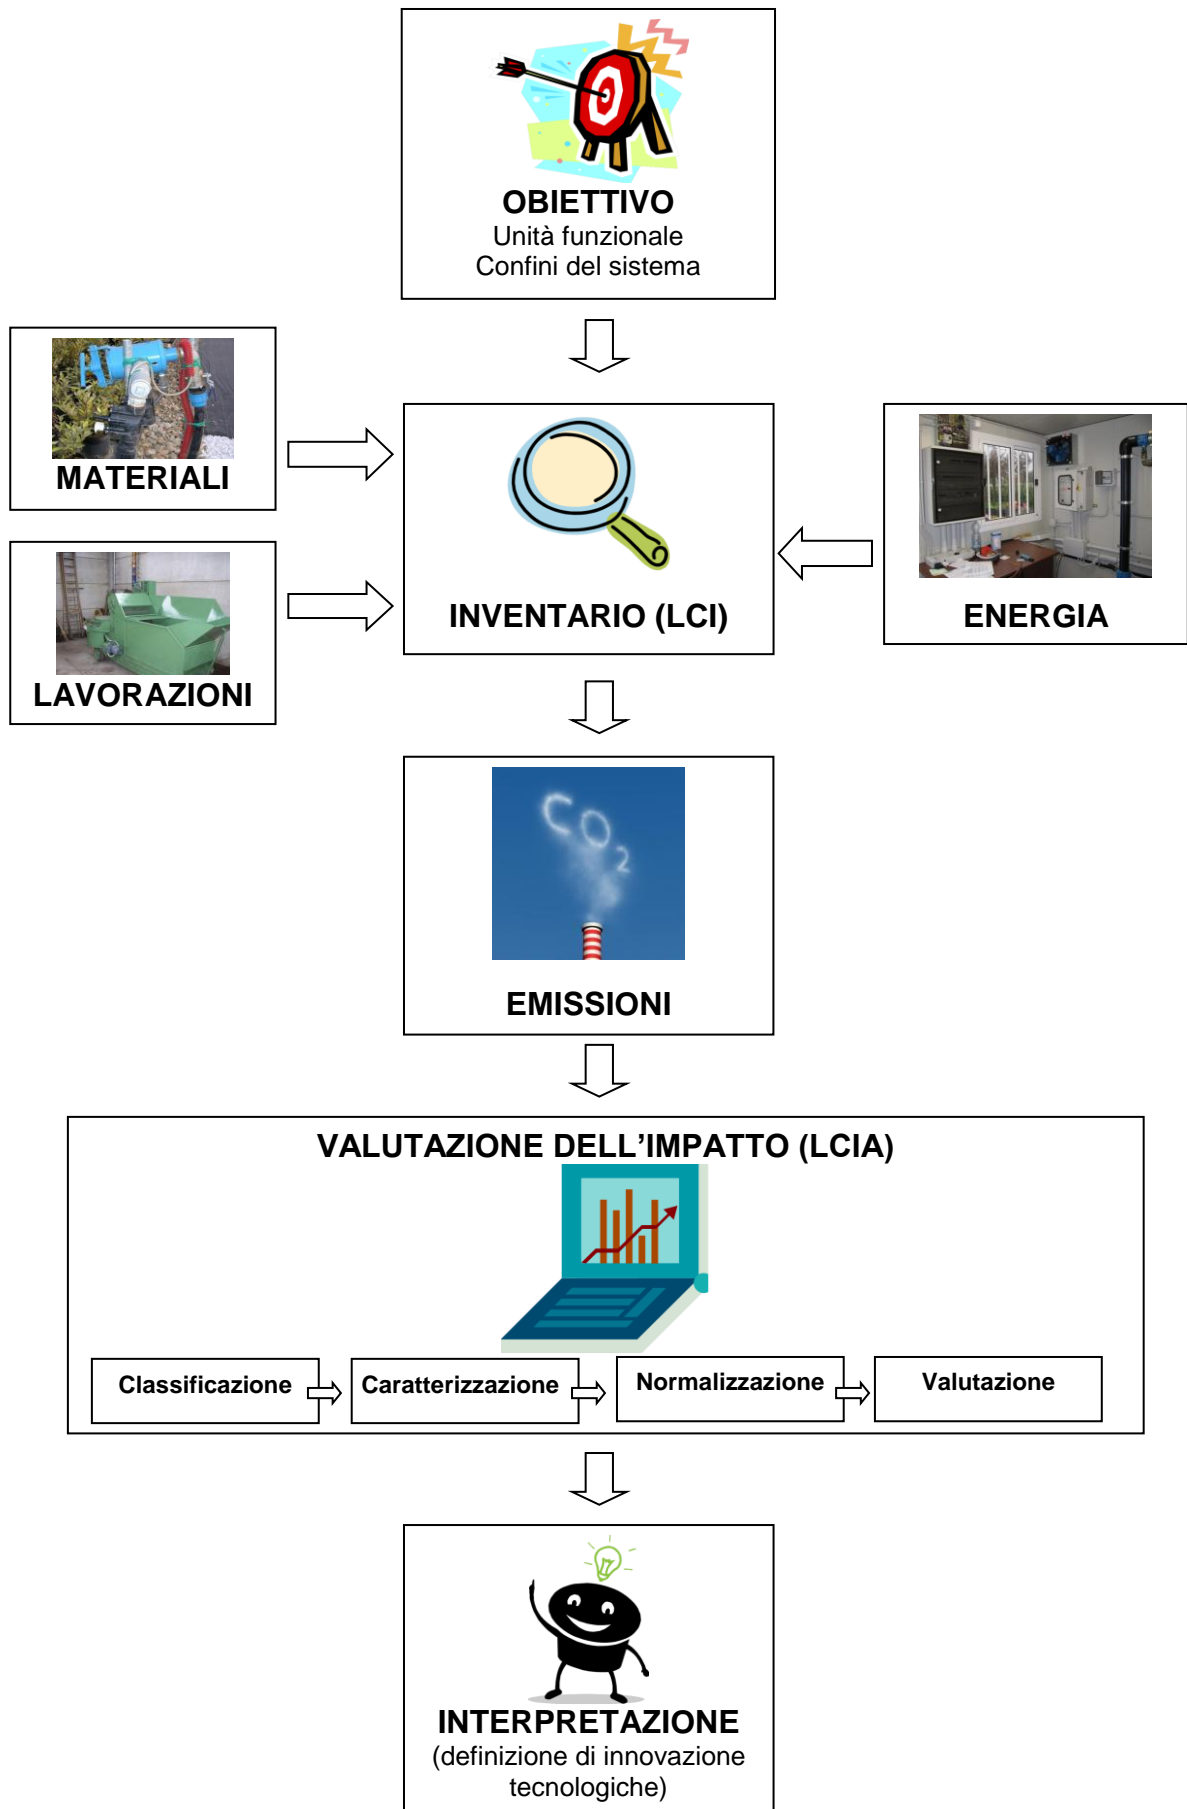 OBIETTIVO
Unità funzionale
Confini del sistema
MATERIALI
LAVORAZIONI
INVENTARIO (LCI)
ENERGIA
CO2
EMISSIONI
VALUTAZIONE DELL’IMPATTO (LCIA)
Classificazione
Caratterizzazione
Normalizzazione
Valutazione
INTERPRETAZIONE
(definizione di innovazione
tecnologiche)